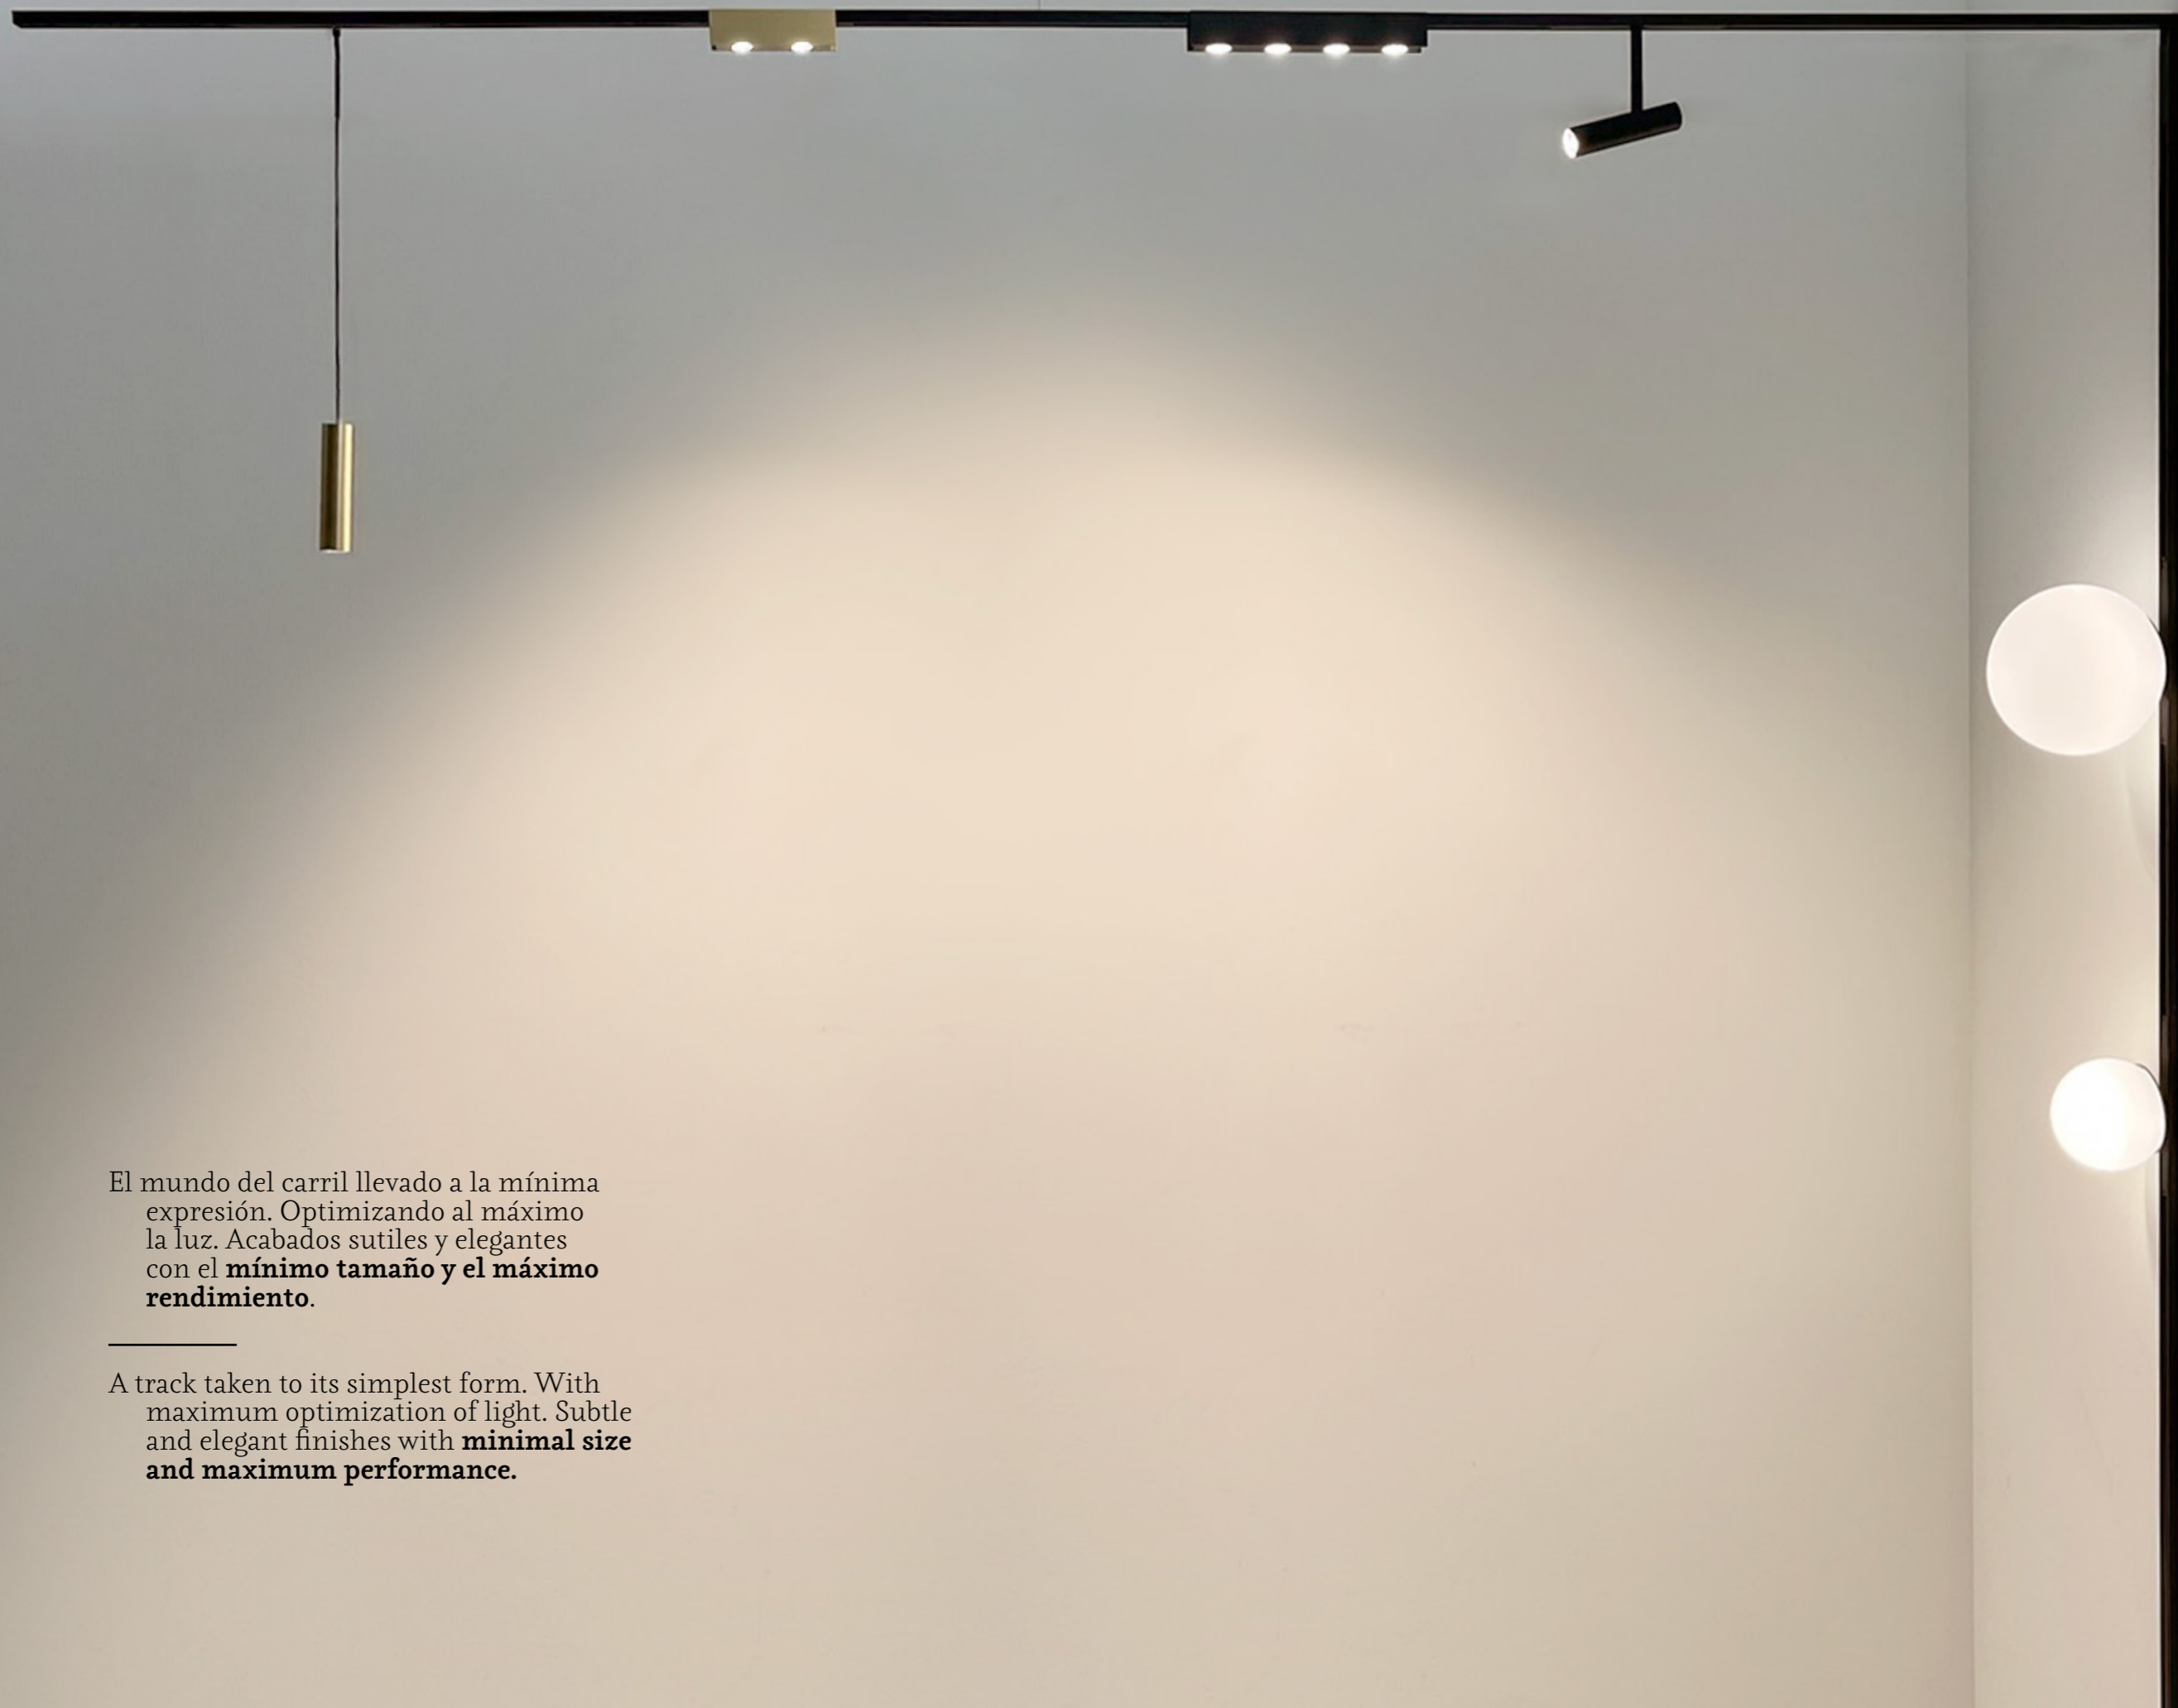 El mundo del carril llevado a la mínima
expresión. Optimizando al máximo
la luz. Acabados sutiles y elegantes
con el mínimo tamaño y el máximo
rendimiento.
A track taken to its simplest form. With
maximum optimization of light. Subtle
and elegant finishes with minimal size
and maximum performance.